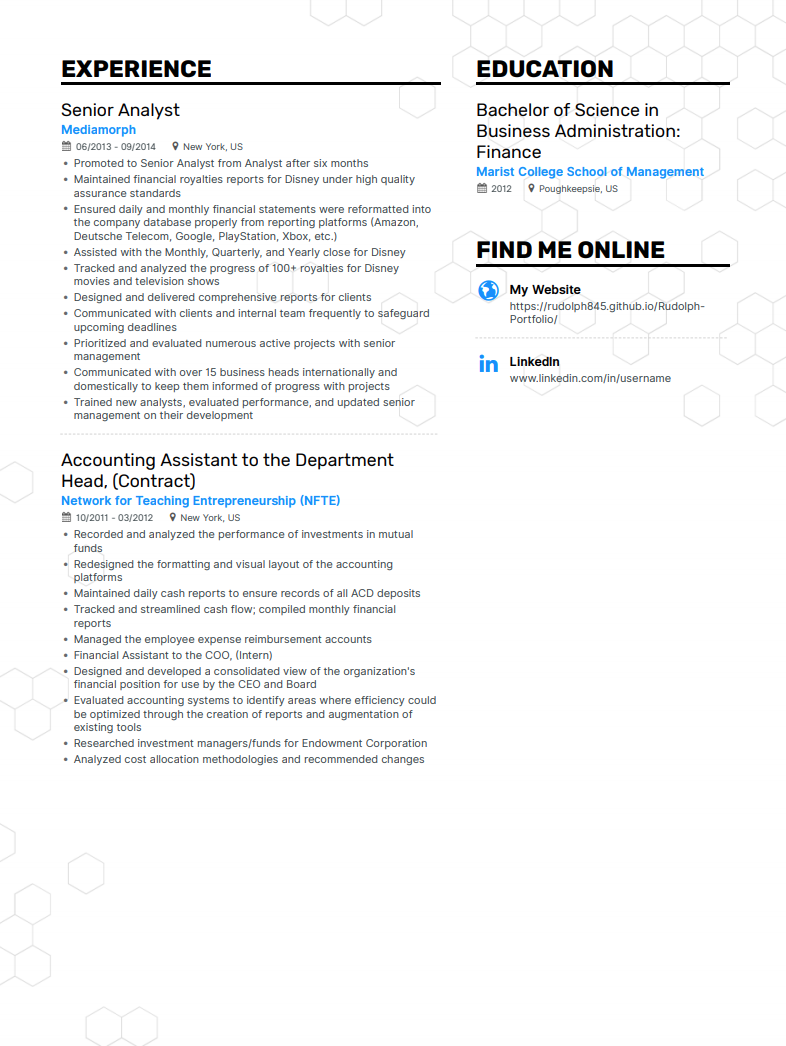 EXPERIENCE
Senior Analyst
Mediamorph
06/2013 - 09/2014 New York, US
• Promoted to Senior Analyst from Analyst after six months
• Maintained financial royalties reports for Disney under high quality
assurance standards
• Ensured daily and monthly financial statements were reformatted into
the company database properly from reporting platforms (Amazon,
Deutsche Telecom, Google, PlayStation, Xbox, etc.)
• Assisted with the Monthly, Quarterly, and Yearly close for Disney
• Tracked and analyzed the progress of 100+ royalties for Disney
movies and television shows
• Designed and delivered comprehensive reports for clients
• Communicated with clients and internal team frequently to safeguard
upcoming deadlines
• Prioritized and evaluated numerous active projects with senior
management
• Communicated with over 15 business heads internationally and
domestically to keep them informed of progress with projects
• Trained new analysts, evaluated performance, and updated senior
management on their development
Accounting Assistant to the Department
Head, (Contract)
Network for Teaching Entrepreneurship (NFTE)
10/2011 - 03/2012 New York, US
• Recorded and analyzed the performance of investments in mutual
funds
• Redesigned the formatting and visual layout of the accounting
platforms
• Maintained daily cash reports to ensure records of all ACD deposits
• Tracked and streamlined cash flow; compiled monthly financial
reports
• Managed the employee expense reimbursement accounts
• Financial Assistant to the COO, (Intern)
• Designed and developed a consolidated view of the organization's
financial position for use by the CEO and Board
• Evaluated accounting systems to identify areas where efficiency could
be optimized through the creation of reports and augmentation of
existing tools
• Researched investment managers/funds for Endowment Corporation
• Analyzed cost allocation methodologies and recommended changes
EDUCATION
Bachelor of Science in
Business Administration:
Finance
Marist College School of Management
2012 Poughkeepsie, US
FIND ME ONLINE
My Website
https://rudolph845.github.io/Rudolph-
Portfolio/
LinkedIn
www.linkedin.com/in/username